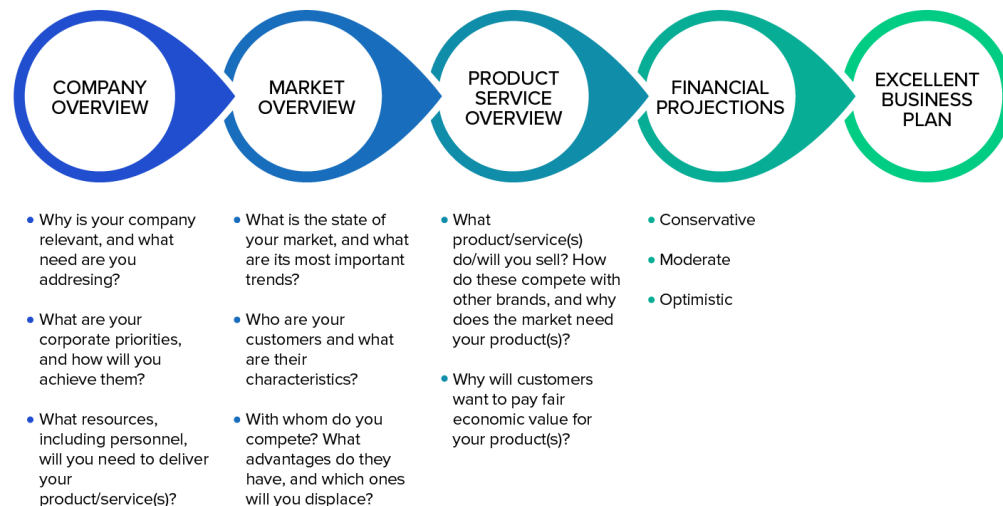 COMPANY
OVERVIEW
MARKET
OVERVIEW
PRODUCT
SERVICE
OVERVIEW
FINANCIAL
PROJECTIONS
EXCELLENT
BUSINESS
PLAN
• Why is your company
relevant, and what
need are you
addresing?
• What are your
corporate priorities,
and how will you
achieve them?
• What resources,
including personnel,
will you need to deliver
your
product/service(s)?
• What is the state of
your market, and what
are its most important
trends?
• Who are your
customers and what
are their
characteristics?
• With whom do you
compete? What
advantages do they
have, and which ones
will you displace?
• What
product/service(s)
do/will you sell? How
do these compete with
other brands, and why
does the market need
your product(s)?
• Why will customers
want to pay fair
economic value for
your product(s)?
• Conservative
• Moderate
• Optimistic